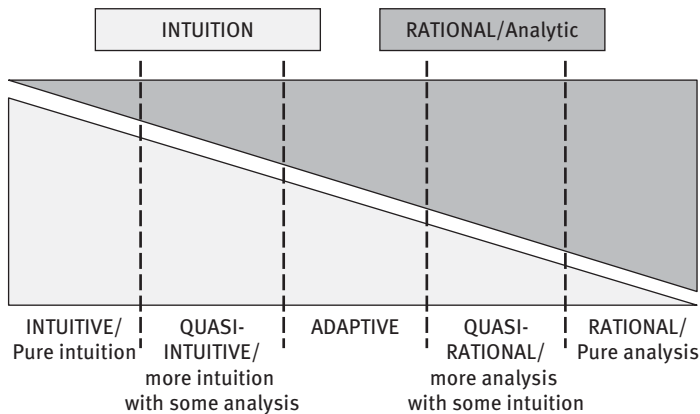 INTUITION
RATIONAL/Analytic
INTUITIVE/
Pure intuition
QUASI-
INTUITIVE/
more intuition
with some analysis
ADAPTIVE
QUASI-
RATIONAL/
more analysis
with some intuition
RATIONAL/
Pure analysis